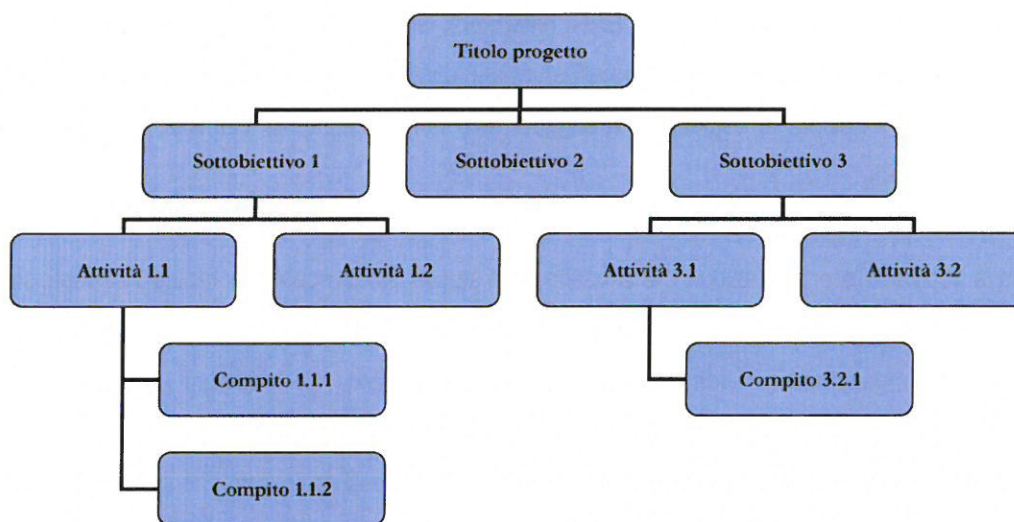 Titolo progetto
Sottobiettivo 1
Sottobiettivo 2
Sottobiettivo 3
Attività 1.1
Attività 1.2
Attività 3.1
Attività 3.2
Compito 1.1.1
Compito 3.2.1
Compito 1.1.2